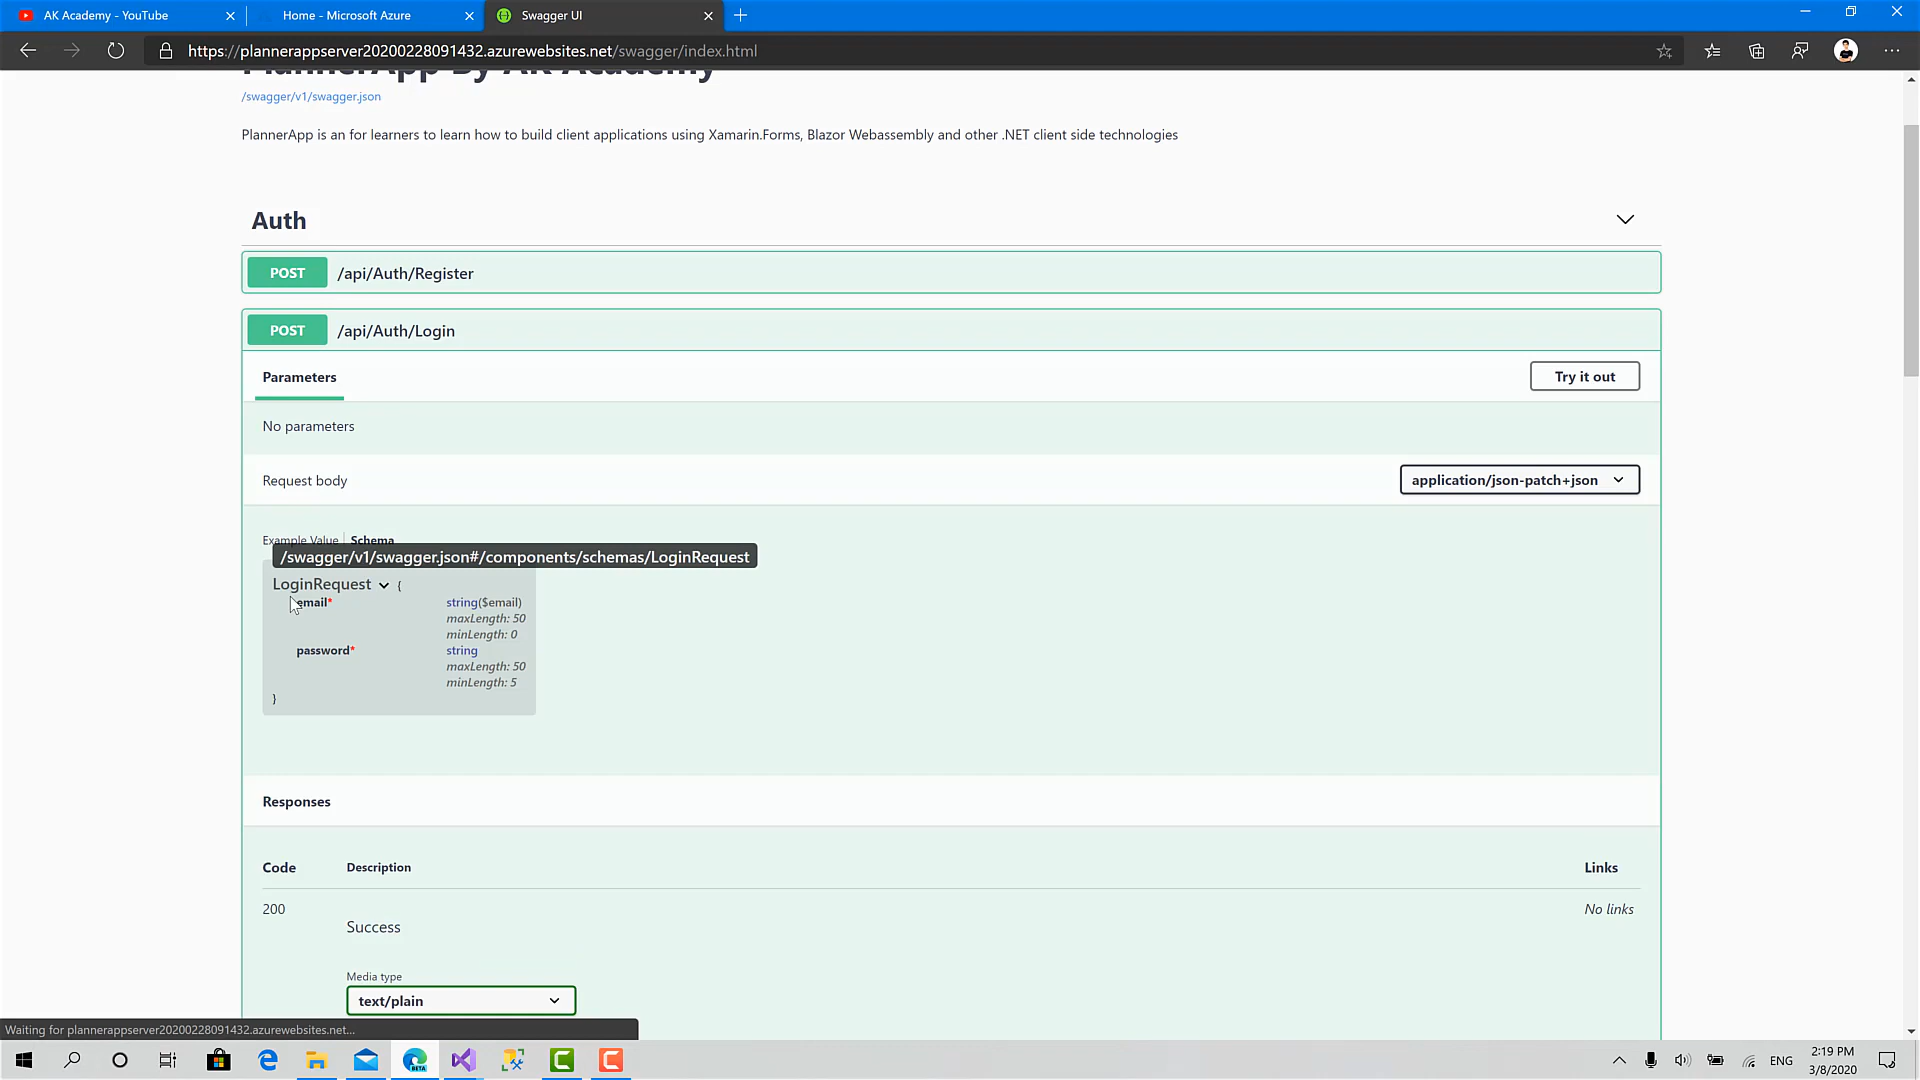 AK Academy - YouTube
Home - Microsoft Azure
Swagger UI
https://plannerappserver20200228091432.azurewebsites.net/swagger/index.html
PlannerApp By AK Academy
/swagger/v1/swagger.json
PlannerApp is an for learners to learn how to build client applications using Xamarin.Forms, Blazor Webassembly and other .NET client side technologies
Auth
POST /api/Auth/Register
POST /api/Auth/Login
Parameters
Try it out
No parameters
Request body
application/json-patch+json
Example Value Schema
/swagger/v1/swagger.json#/components/schemas/LoginRequest
LoginRequest {
email* string($email)
maxLength: 50
minLength: 0
password* string
maxLength: 50
minLength: 5
}
Responses
Code Description Links
200 Success No links
Media type
text/plain
Waiting for plannerappserver20200228091432.azurewebsites.net...
BETA
ENG
2:19 PM
3/8/2020